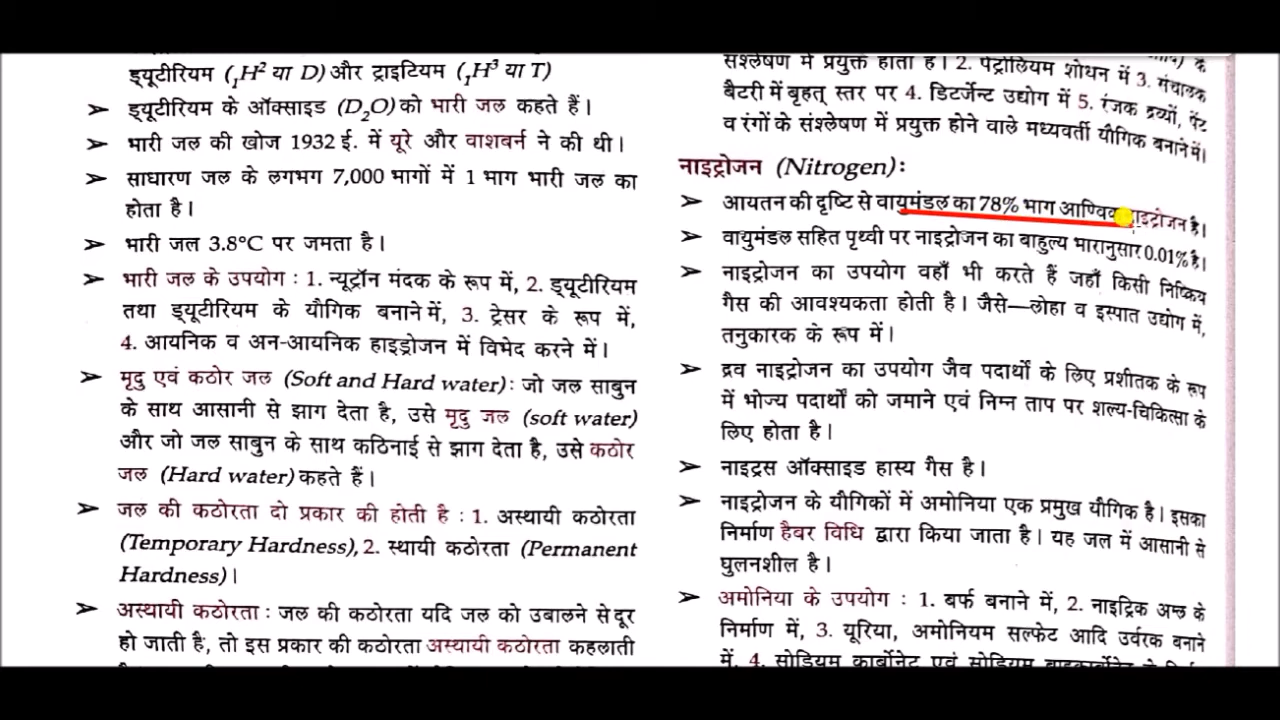 ड्यूटीरियम (₁H² या D) और ट्राइटियम (₁H³ या T)
➤ ड्यूटीरियम के ऑक्साइड (D₂O) को भारी जल कहते हैं।
➤ भारी जल की खोज 1932 ई. में यूरे और वाशबर्न ने की थी।
➤ साधारण जल के लगभग 7,000 भागों में 1 भाग भारी जल का
होता है।
➤ भारी जल 3.8°C पर जमता है।
➤ भारी जल के उपयोग : 1. न्यूट्रॉन मंदक के रूप में, 2. ड्यूटीरियम
तथा ड्यूटीरियम के यौगिक बनाने में, 3. ट्रेसर के रूप में,
4. आयनिक व अन-आयनिक हाइड्रोजन में विभेद करने में।
➤ मृदु एवं कठोर जल (Soft and Hard water) : जो जल साबुन
के साथ आसानी से झाग देता है, उसे मृदु जल (soft water)
और जो जल साबुन के साथ कठिनाई से झाग देता है, उसे कठोर
जल (Hard water) कहते हैं।
➤ जल की कठोरता दो प्रकार की होती है : 1. अस्थायी कठोरता
(Temporary Hardness), 2. स्थायी कठोरता (Permanent
Hardness)।
➤ अस्थायी कठोरता : जल की कठोरता यदि जल को उबालने से दूर
हो जाती है, तो इस प्रकार की कठोरता अस्थायी कठोरता कहलाती
संश्लेषण में प्रयुक्त होता है। 2. पेट्रोलियम शोधन में 3. संचालक
बैटरी में बृहत् स्तर पर 4. डिटर्जेन्ट उद्योग में 5. रंजक द्रव्यों, पेंट
व रंगों के संश्लेषण में प्रयुक्त होने वाले मध्यवर्ती यौगिक बनाने में।
नाइट्रोजन (Nitrogen) :
➤ आयतन की दृष्टि से वायुमंडल का 78% भाग आण्विक नाइट्रोजन है।
➤ वायुमंडल सहित पृथ्वी पर नाइट्रोजन का बाहुल्य भारानुसार 0.01% है।
➤ नाइट्रोजन का उपयोग वहाँ भी करते हैं जहाँ किसी निष्क्रिय
गैस की आवश्यकता होती है। जैसे—लोहा व इस्पात उद्योग में,
तनुकारक के रूप में।
➤ द्रव नाइट्रोजन का उपयोग जैव पदार्थों के लिए प्रशीतक के रूप
में भोज्य पदार्थों को जमाने एवं निम्न ताप पर शल्य-चिकित्सा के
लिए होता है।
➤ नाइट्रस ऑक्साइड हास्य गैस है।
➤ नाइट्रोजन के यौगिकों में अमोनिया एक प्रमुख यौगिक है। इसका
निर्माण हैबर विधि द्वारा किया जाता है। यह जल में आसानी से
घुलनशील है।
➤ अमोनिया के उपयोग : 1. बर्फ बनाने में, 2. नाइट्रिक अम्ल के
निर्माण में, 3. यूरिया, अमोनियम सल्फेट आदि उर्वरक बनाने
में, 4. सोडियम कार्बोनेट एवं सोडियम बाइकार्बोनेट